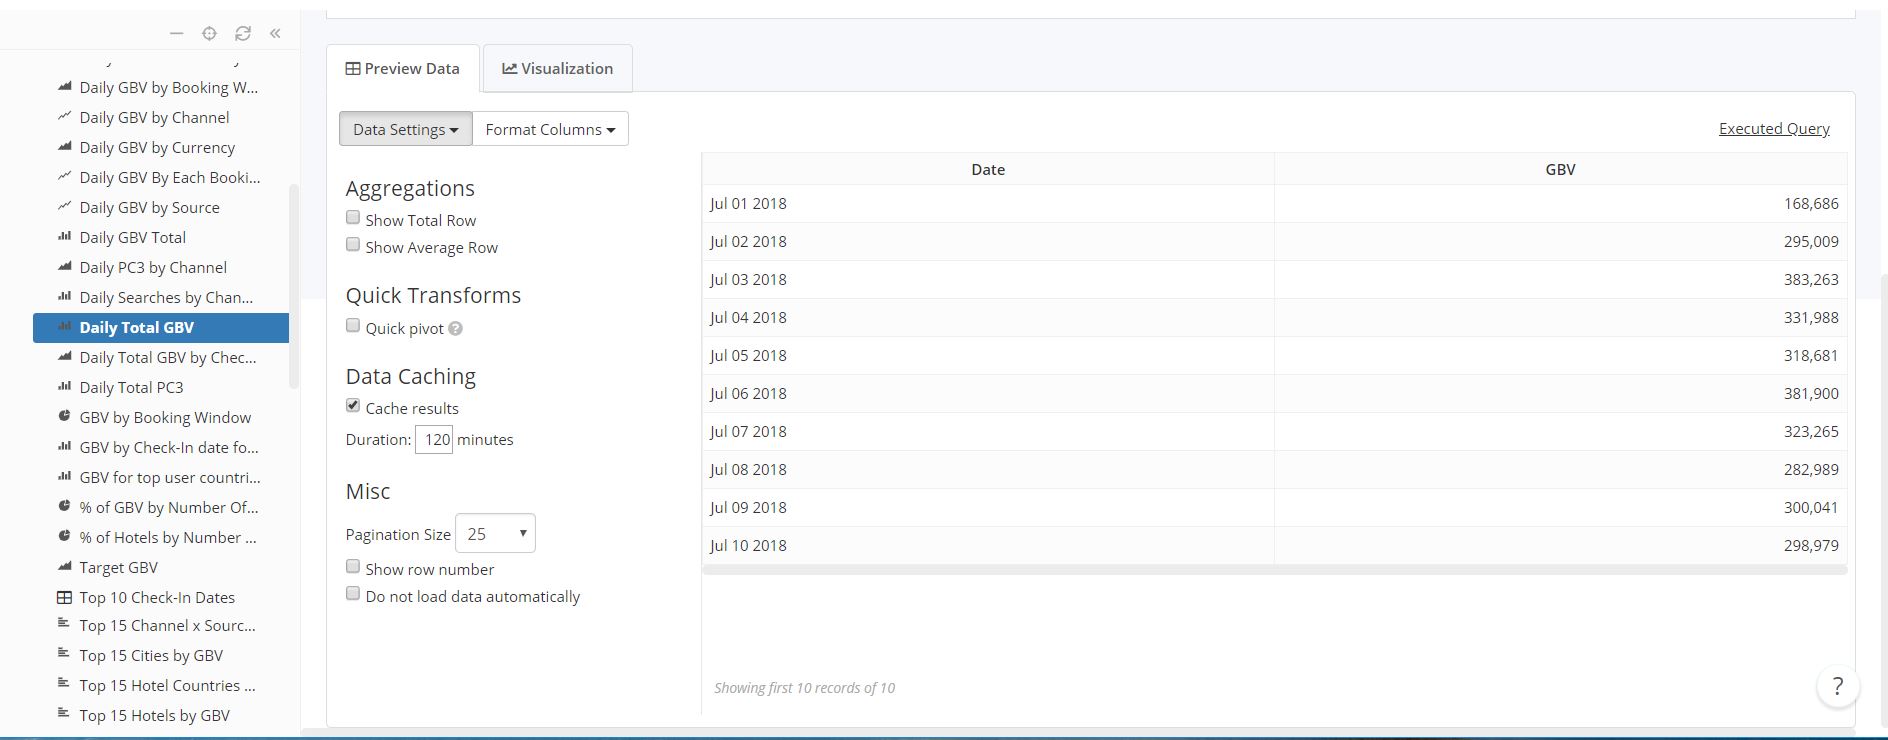 Daily GBV by Booking W...
Daily GBV by Channel
Daily GBV by Currency
Daily GBV By Each Booki...
Daily GBV by Source
Daily GBV Total
Daily PC3 by Channel
Daily Searches by Chan...
Daily Total GBV
Daily Total GBV by Chec...
Daily Total PC3
GBV by Booking Window
GBV by Check-In date fo...
GBV for top user countri...
% of GBV by Number Of...
% of Hotels by Number ...
Target GBV
Top 10 Check-In Dates
Top 15 Channel x Sourc...
Top 15 Cities by GBV
Top 15 Hotel Countries ...
Top 15 Hotels by GBV
Preview Data Visualization
Data Settings Format Columns
Executed Query
Aggregations
Show Total Row
Show Average Row
Quick Transforms
Quick pivot ?
Data Caching
Cache results
Duration: 120 minutes
Misc
Pagination Size 25
Show row number
Do not load data automatically
Date GBV
Jul 01 2018 168,686
Jul 02 2018 295,009
Jul 03 2018 383,263
Jul 04 2018 331,988
Jul 05 2018 318,681
Jul 06 2018 381,900
Jul 07 2018 323,265
Jul 08 2018 282,989
Jul 09 2018 300,041
Jul 10 2018 298,979
Showing first 10 records of 10
?